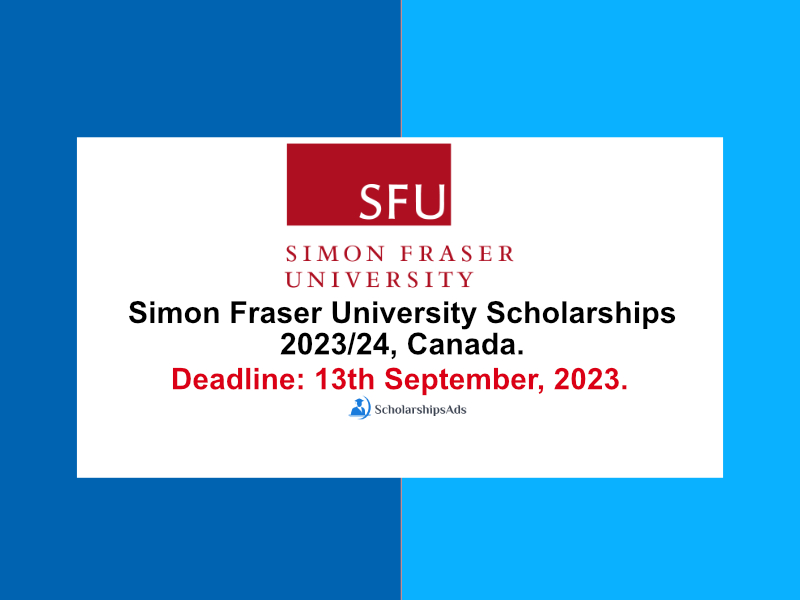 SFU
SIMON FRASER
UNIVERSITY
Simon Fraser University Scholarships
2023/24, Canada.
Deadline: 13th September, 2023.
ScholarshipsAds